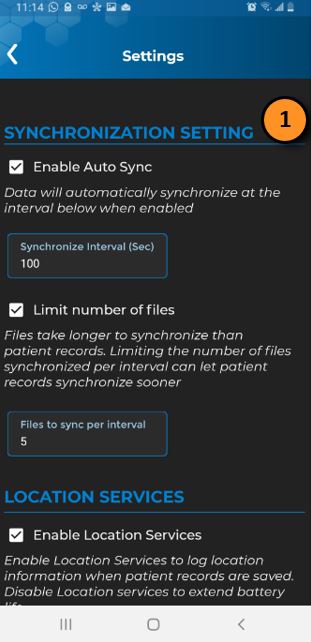 11:14
Settings
1
SYNCHRONIZATION SETTING
Enable Auto Sync
Data will automatically synchronize at the
interval below when enabled
Synchronize Interval (Sec)
100
Limit number of files
Files take longer to synchronize than
patient records. Limiting the number of files
synchronized per interval can let patient
records synchronize sooner
Files to sync per interval
5
LOCATION SERVICES
Enable Location Services
Enable Location Services to log location
information when patient records are saved.
Disable Location services to extend battery